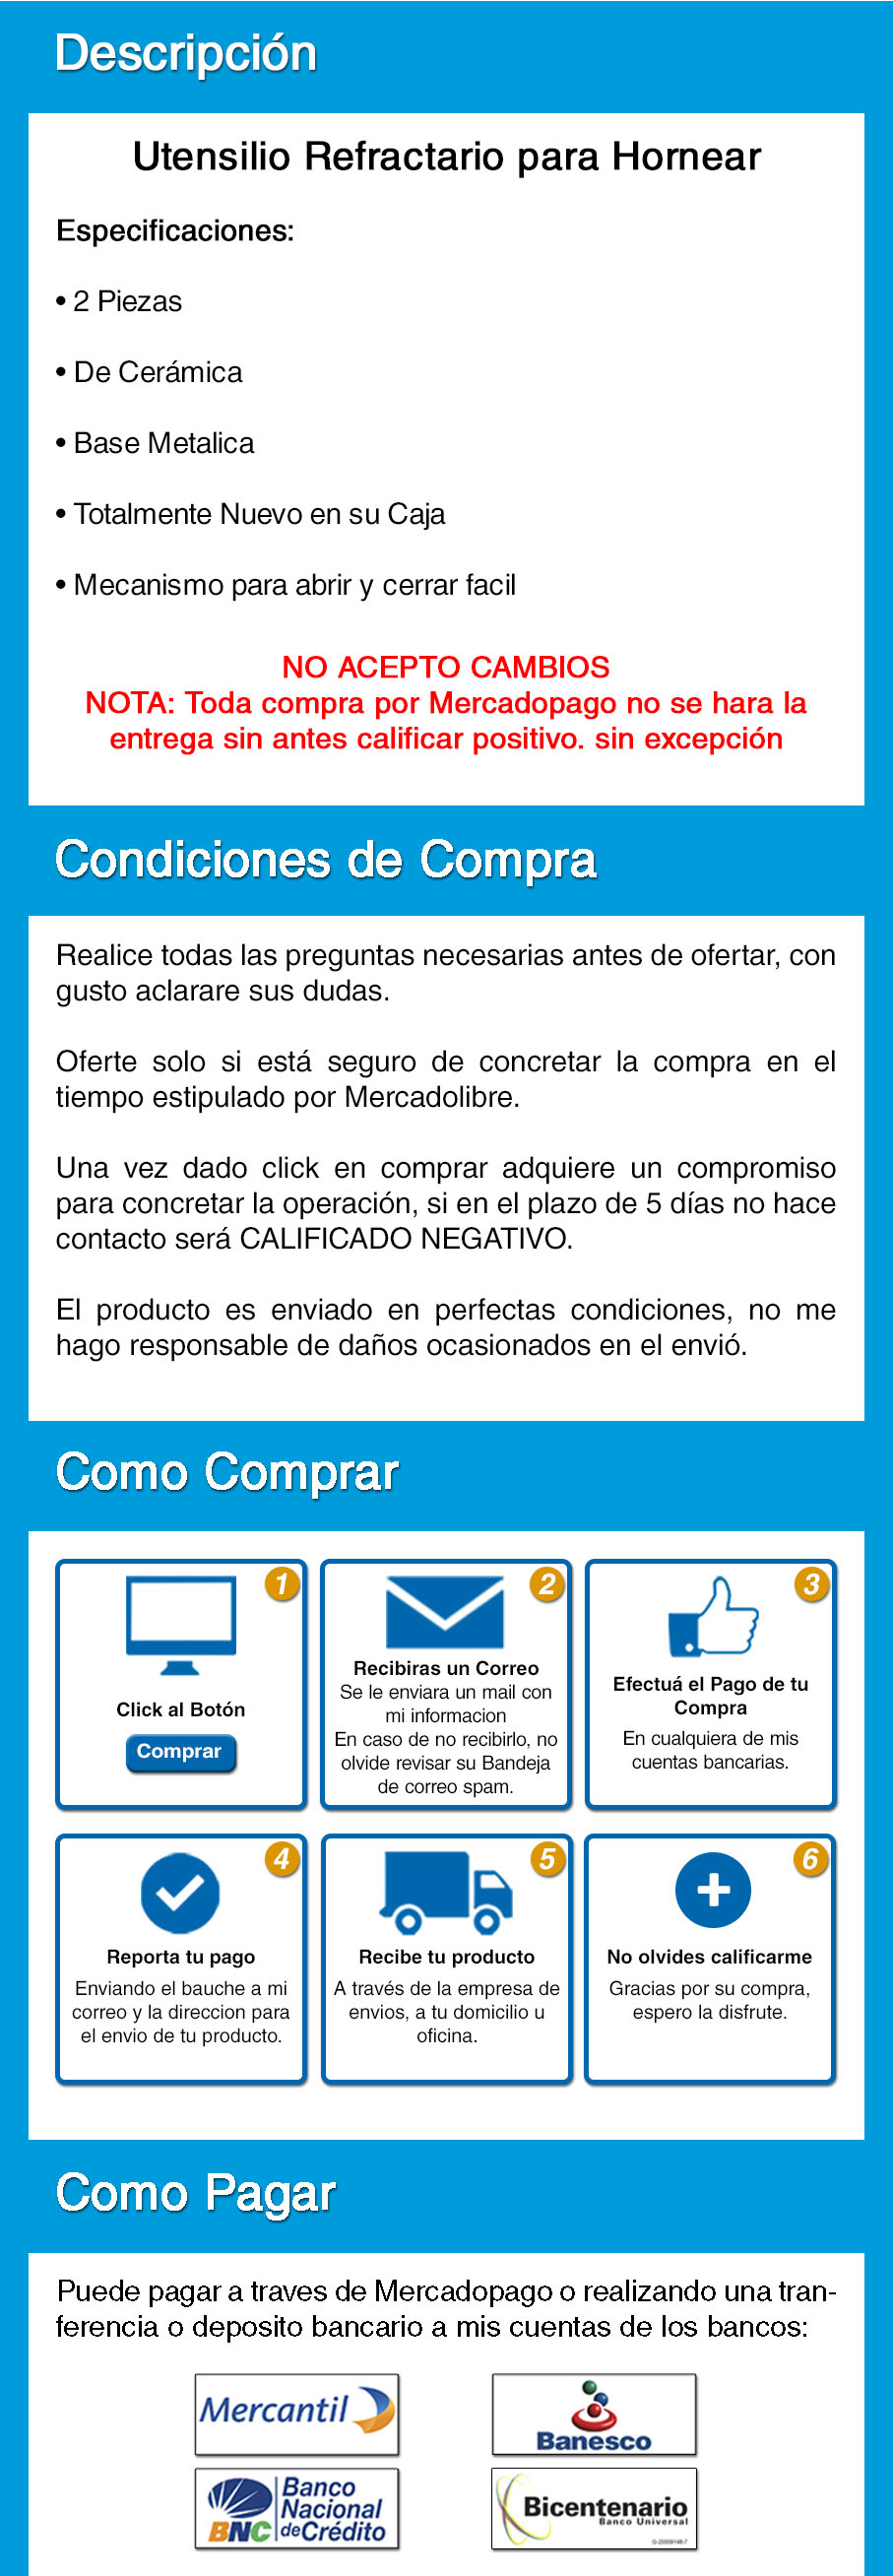 Descripción
Utensilio Refractario para Hornear
Especificaciones:
• 2 Piezas
• De Cerámica
• Base Metalica
• Totalmente Nuevo en su Caja
• Mecanismo para abrir y cerrar facil
NO ACEPTO CAMBIOS
NOTA: Toda compra por Mercadopago no se hara la
entrega sin antes calificar positivo. sin excepción
Condiciones de Compra
Realice todas las preguntas necesarias antes de ofertar, con
gusto aclarare sus dudas.
Oferte solo si está seguro de concretar la compra en el
tiempo estipulado por Mercadolibre.
Una vez dado click en comprar adquiere un compromiso
para concretar la operación, si en el plazo de 5 días no hace
contacto será CALIFICADO NEGATIVO.
El producto es enviado en perfectas condiciones, no me
hago responsable de daños ocasionados en el envió.
Como Comprar
1
Click al Botón
Comprar
2
Recibiras un Correo
Se le enviara un mail con
mi informacion
En caso de no recibirlo, no
olvide revisar su Bandeja
de correo spam.
3
Efectuá el Pago de tu
Compra
En cualquiera de mis
cuentas bancarias.
4
Reporta tu pago
Enviando el bauche a mi
correo y la direccion para
el envio de tu producto.
5
Recibe tu producto
A través de la empresa de
envios, a tu domicilio u
oficina.
6
No olvides calificarme
Gracias por su compra,
espero la disfrute.
Como Pagar
Puede pagar a traves de Mercadopago o realizando una tran-
ferencia o deposito bancario a mis cuentas de los bancos:
Mercantil
Banesco
BNC
Banco
Nacional
de Crédito
Bicentenario
Banco Universal